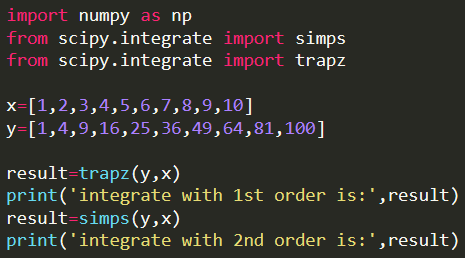 import numpy as np
from scipy.integrate import simps
from scipy.integrate import trapz
x=[1,2,3,4,5,6,7,8,9,10]
y=[1,4,9,16,25,36,49,64,81,100]
result=trapz(y,x)
print('integrate with 1st order is:',result)
result=simps(y,x)
print('integrate with 2nd order is:',result)